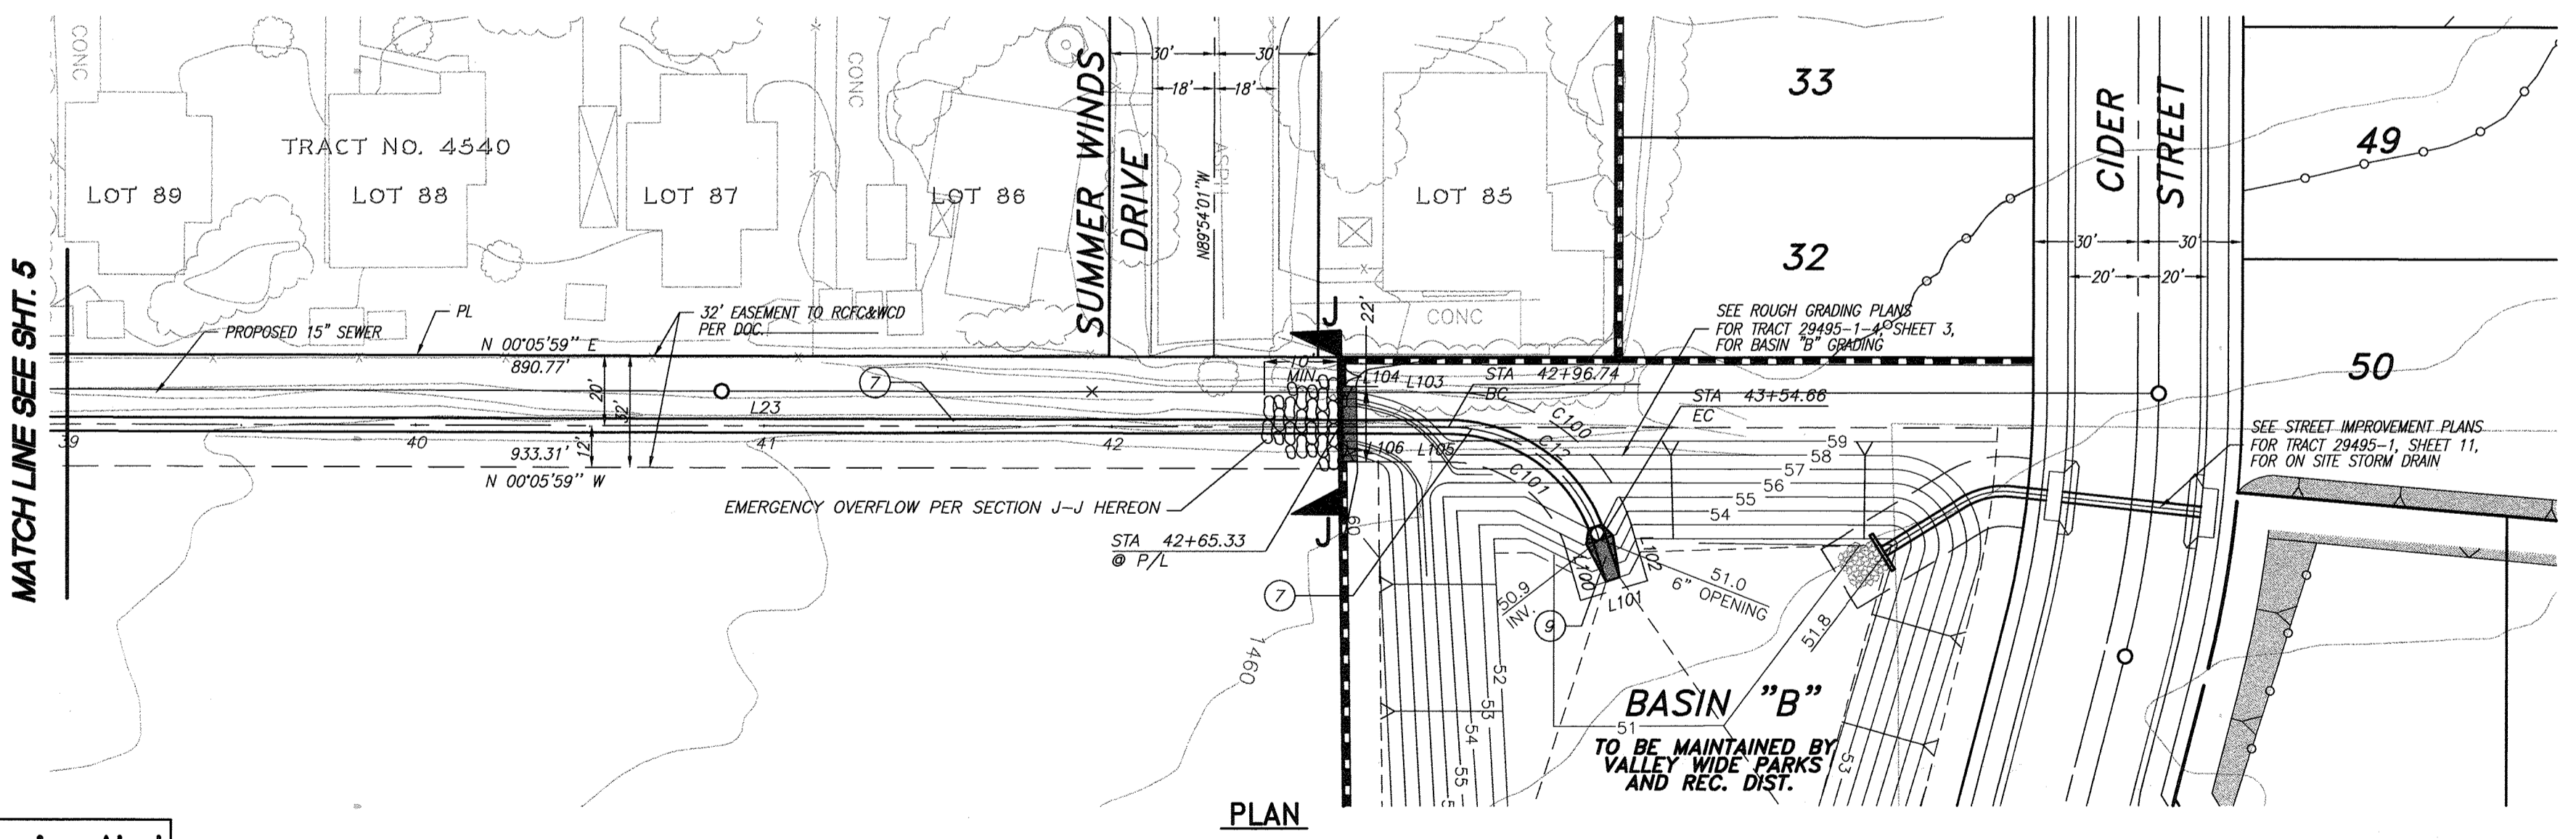 MATCH LINE SEE SHT. 5
CONC
TRACT NO. 4540
LOT 89
LOT 88
LOT 87
CONC
LOT 86
SUMMER WINDS
DRIVE
30' 30'
18' 18'
N89°54'01"W
LOT 85
CONC
33
32
CIDER
STREET
30' 30'
20' 20'
49
50
PROPOSED 15" SEWER
PL
32' EASEMENT TO RCFC&WCD
PER DOC.
N 00°05'59" E
890.77'
20'
32'
12'
L23
7
39
40
41
42
933.31'
N 00°05'59" W
EMERGENCY OVERFLOW PER SECTION J-J HEREON
STA 42+65.33
@ P/L
J
22'
10'
MIN.
L104
L103
STA 42+96.74
BC
STA 43+54.66
EC
SEE ROUGH GRADING PLANS
FOR TRACT 29495-1-4, SHEET 3,
FOR BASIN "B" GRADING
C100
C12
C101
L106
L105
J
60
7
59
58
57
56
55
54
SEE STREET IMPROVEMENT PLANS
FOR TRACT 29495-1, SHEET 11,
FOR ON SITE STORM DRAIN
L100
L102
L101
50.9
INV.
51.0
6" OPENING
9
51.8
1460
52
53
54
55
51
53
BASIN "B"
TO BE MAINTAINED BY
VALLEY WIDE PARKS
AND REC. DIST.
PLAN